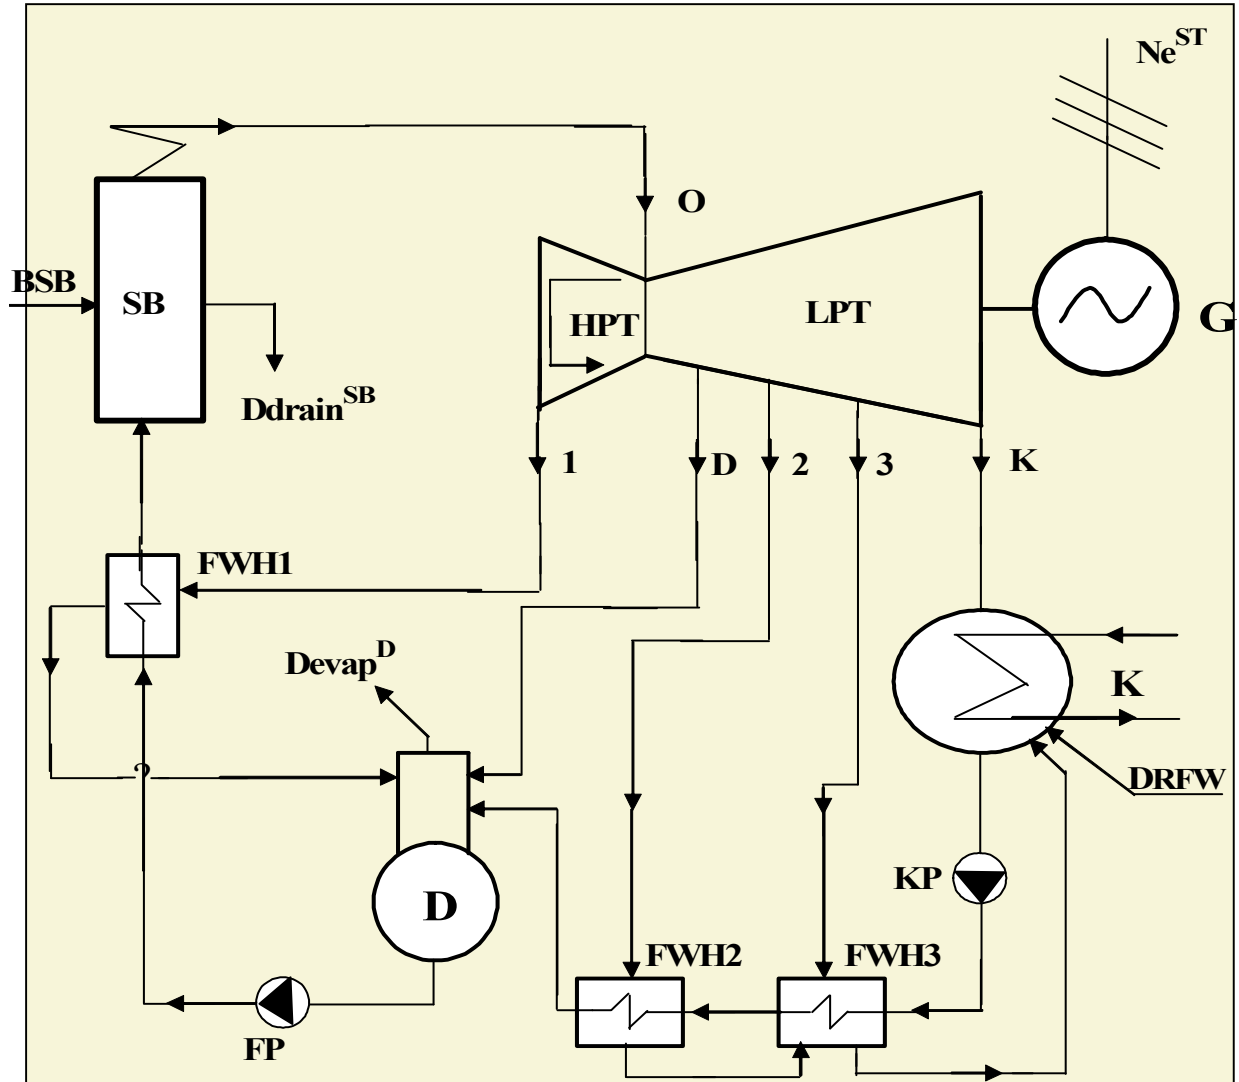 Ne^ST
O
BSB
SB
HPT
LPT
G
Ddrain^SB
1
D
2
3
K
FWH1
Devap^D
K
DRFW
KP
D
FWH2
FWH3
FP